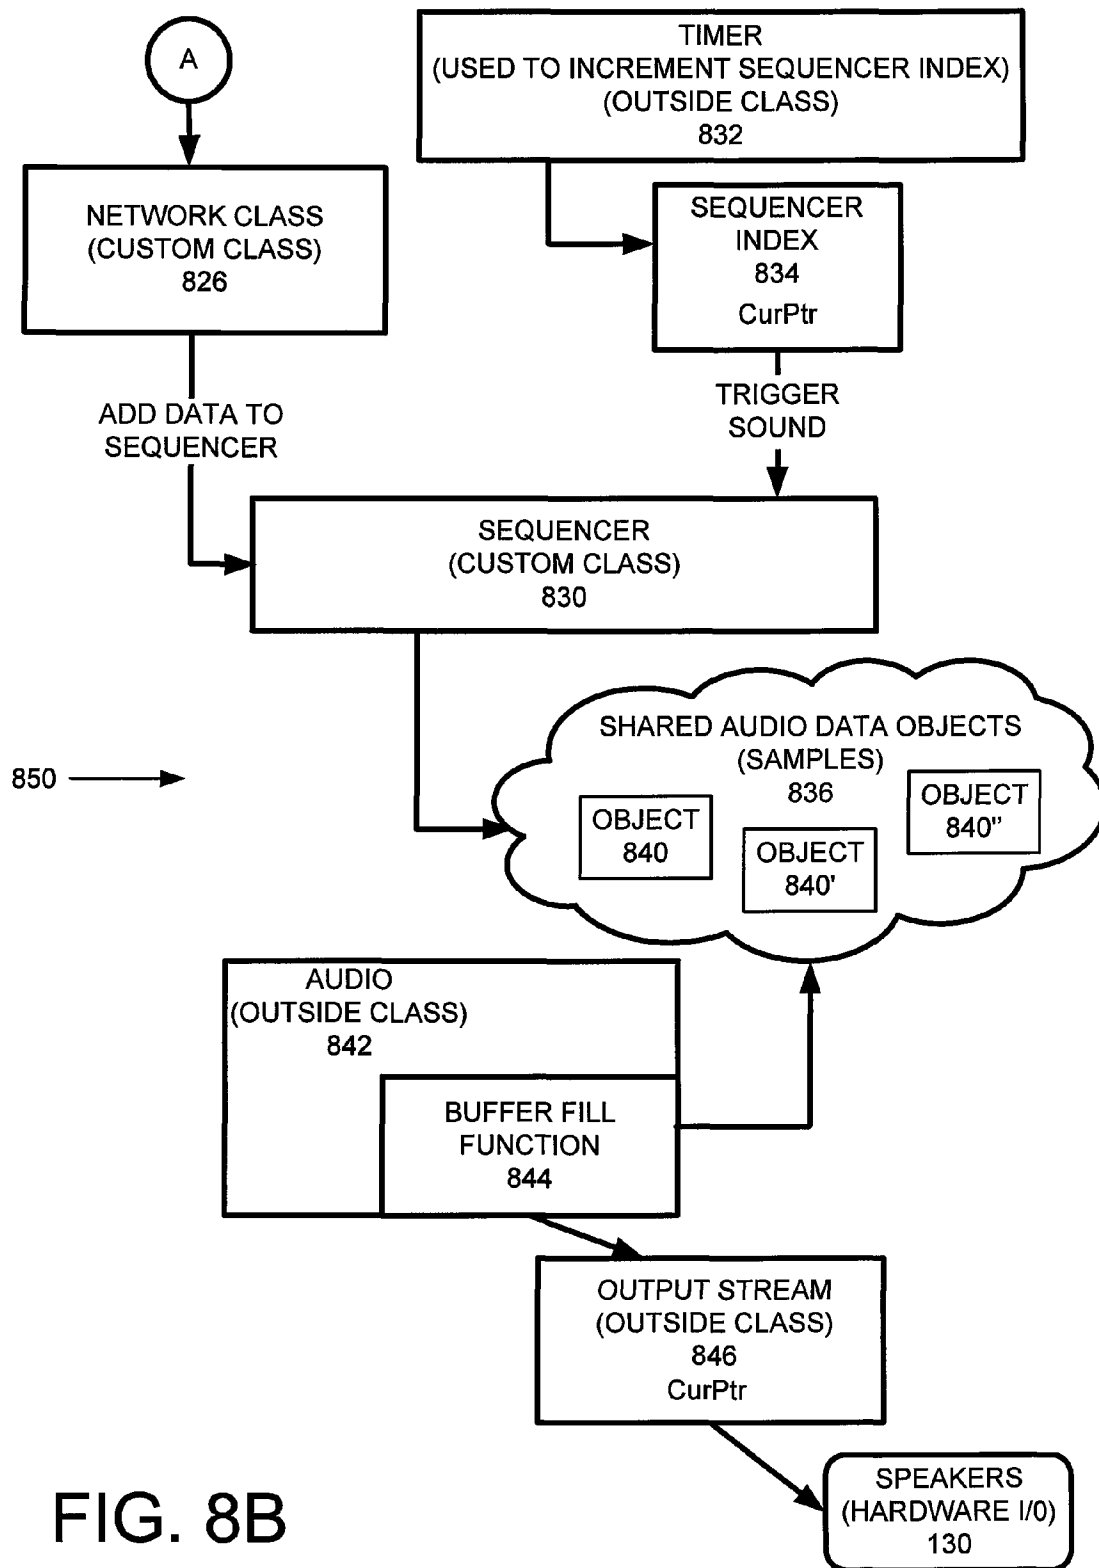 A
TIMER
(USED TO INCREMENT SEQUENCER INDEX)
(OUTSIDE CLASS)
832
NETWORK CLASS
(CUSTOM CLASS)
826
SEQUENCER
INDEX
834
CurPtr
ADD DATA TO
SEQUENCER
TRIGGER
SOUND
SEQUENCER
(CUSTOM CLASS)
830
850
SHARED AUDIO DATA OBJECTS
(SAMPLES)
836
OBJECT
840
OBJECT
840'
OBJECT
840"
AUDIO
(OUTSIDE CLASS)
842
BUFFER FILL
FUNCTION
844
OUTPUT STREAM
(OUTSIDE CLASS)
846
CurPtr
SPEAKERS
(HARDWARE I/0)
130
FIG. 8B